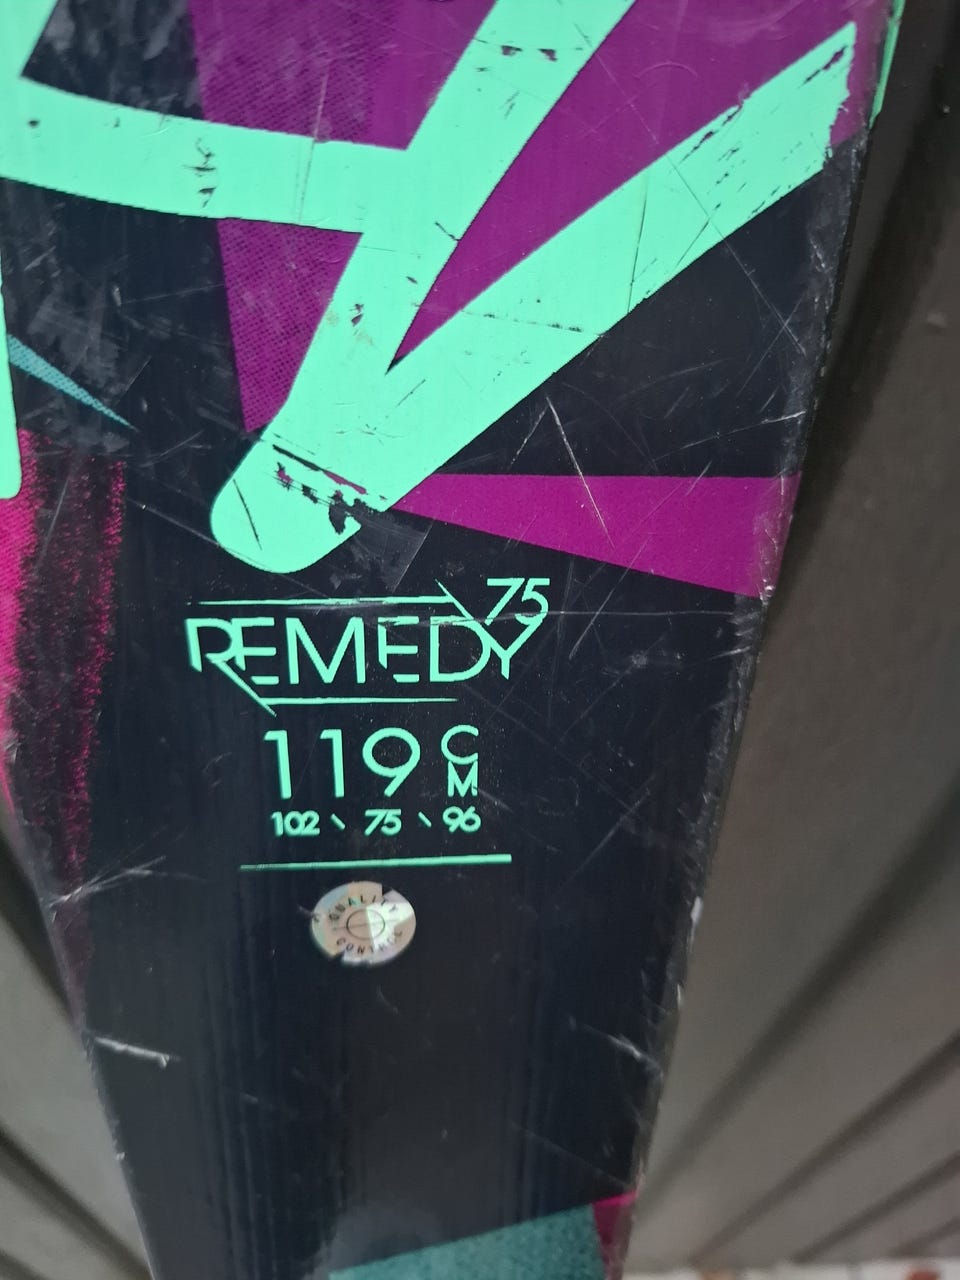 75
REMEDY
119 CM
102 \ 75 \ 96
QUALITY
CONTROL